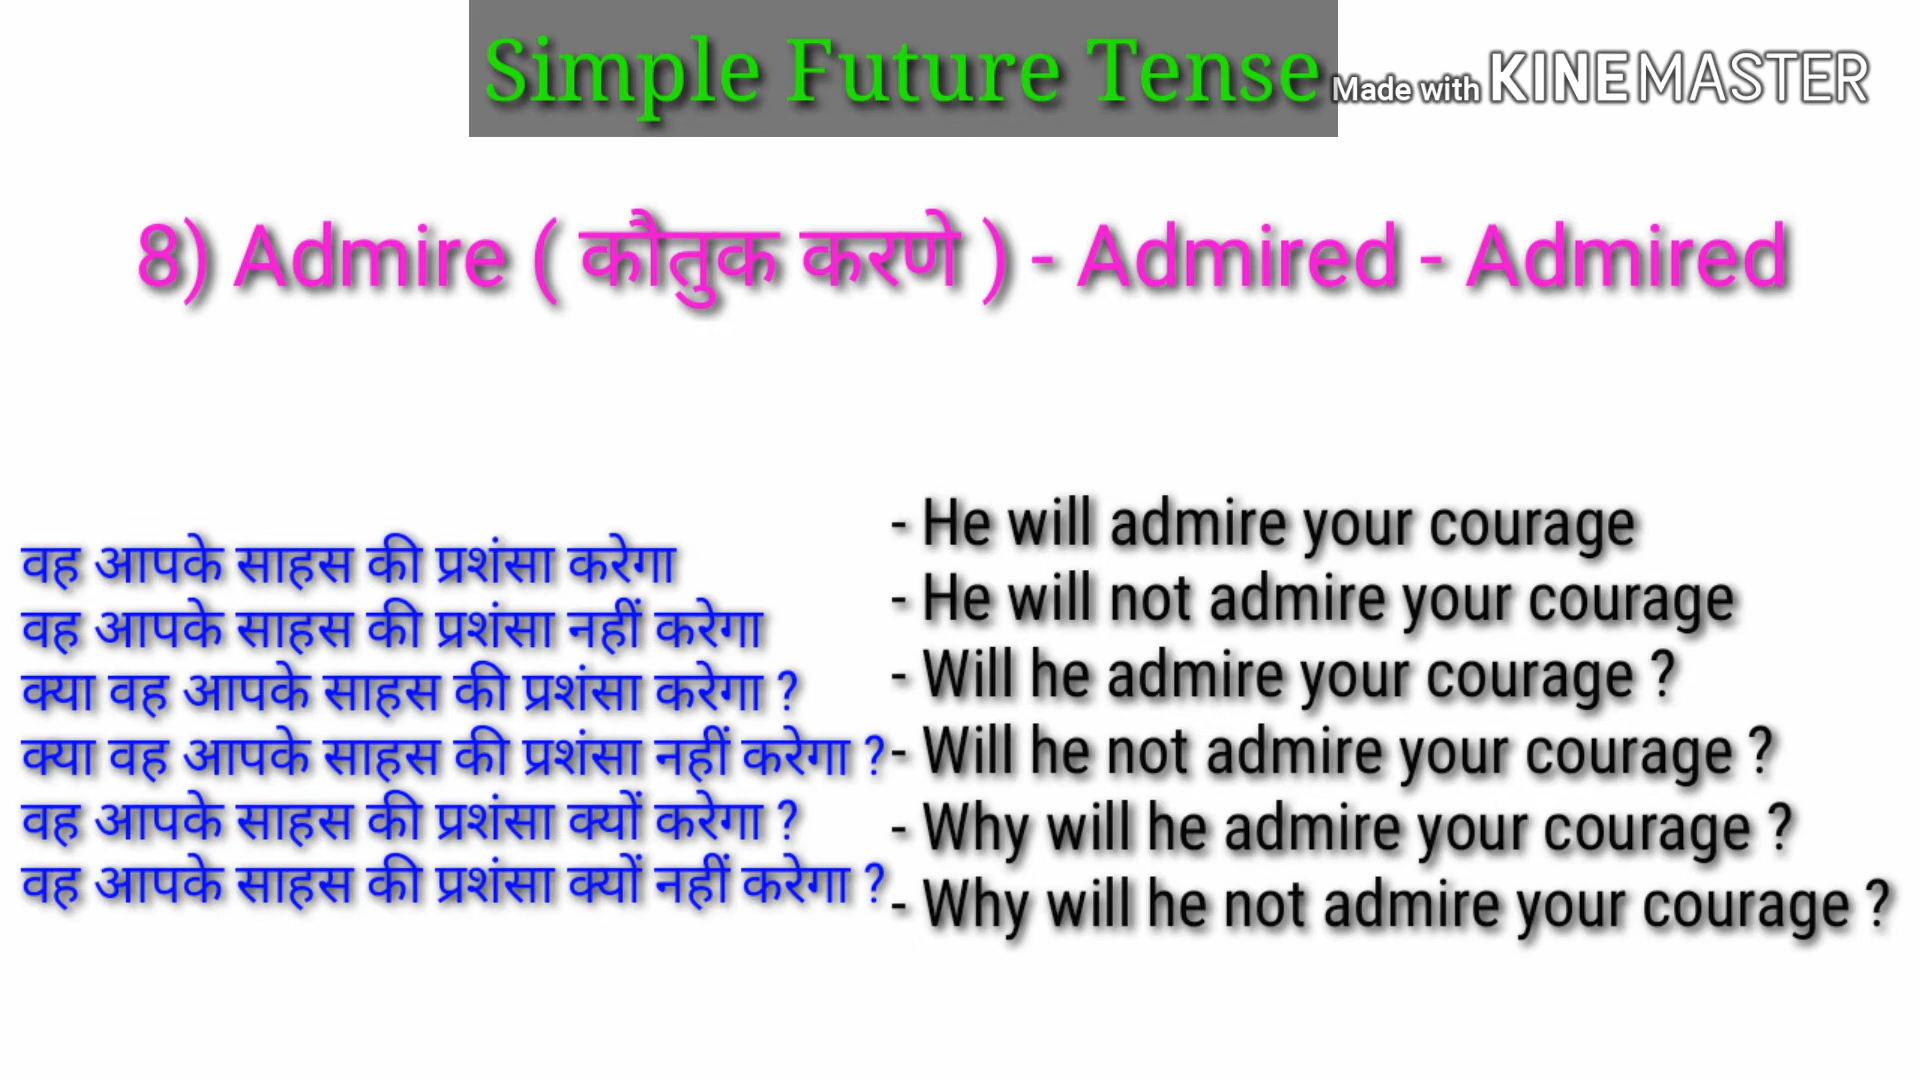 Simple Future Tense
Made with KINEMASTER
8) Admire ( कौतुक करणे ) - Admired - Admired
वह आपके साहस की प्रशंसा करेगा
वह आपके साहस की प्रशंसा नहीं करेगा
क्या वह आपके साहस की प्रशंसा करेगा ?
क्या वह आपके साहस की प्रशंसा नहीं करेगा ?
वह आपके साहस की प्रशंसा क्यों करेगा ?
वह आपके साहस की प्रशंसा क्यों नहीं करेगा ?
- He will admire your courage
- He will not admire your courage
- Will he admire your courage ?
- Will he not admire your courage ?
- Why will he admire your courage ?
- Why will he not admire your courage ?